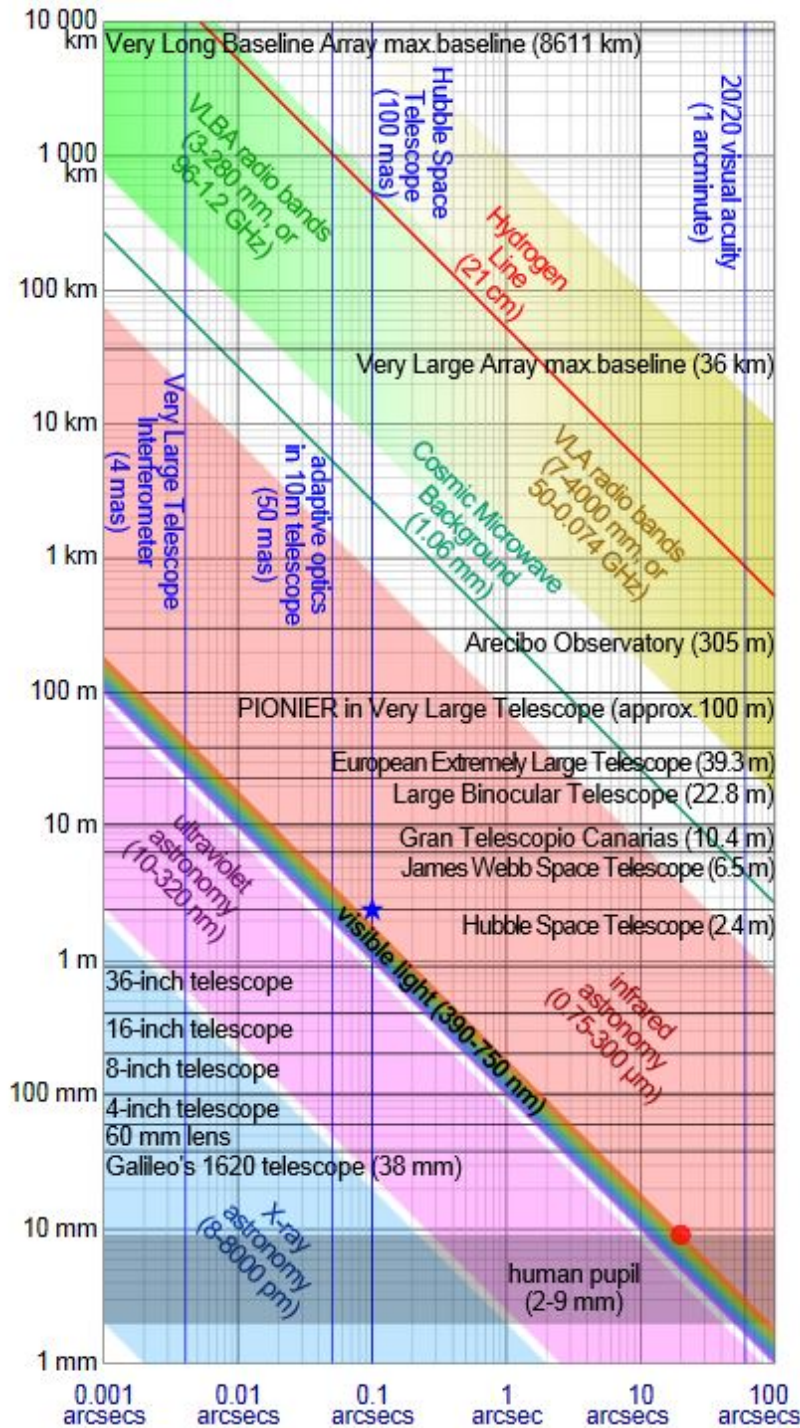 10 000
km
Very Long Baseline Array max.baseline (8611 km)
VLBA radio bands
(3-280 mm, or
96-1.2 GHz)
Hubble Space
Telescope
(100 mas)
20/20 visual acuity
(1 arcminute)
1 000
km
Hydrogen
Line
(21 cm)
100 km
Very Large Array max.baseline (36 km)
Very Large Telescope
Interferometer
(4 mas)
adaptive optics
in 10m telescope
(50 mas)
10 km
Cosmic Microwave
Background
(1.06 mm)
VLA radio bands
(7-4000 mm, or
50-0.074 GHz)
1 km
Arecibo Observatory (305 m)
100 m
PIONIER in Very Large Telescope (approx.100 m)
European Extremely Large Telescope (39.3 m)
Large Binocular Telescope (22.8 m)
10 m
Gran Telescopio Canarias (10.4 m)
James Webb Space Telescope (6.5 m)
ultraviolet
astronomy
(10-320 nm)
Hubble Space Telescope (2.4 m)
visible light (390-750 nm)
1 m
36-inch telescope
infrared
astronomy
(0.75-300 µm)
16-inch telescope
8-inch telescope
100 mm
4-inch telescope
60 mm lens
Galileo's 1620 telescope (38 mm)
10 mm
X-ray
astronomy
(8-8000 pm)
human pupil
(2-9 mm)
1 mm
0.001
arcsecs
0.01
arcsecs
0.1
arcsecs
1
arcsec
10
arcsecs
100
arcsecs